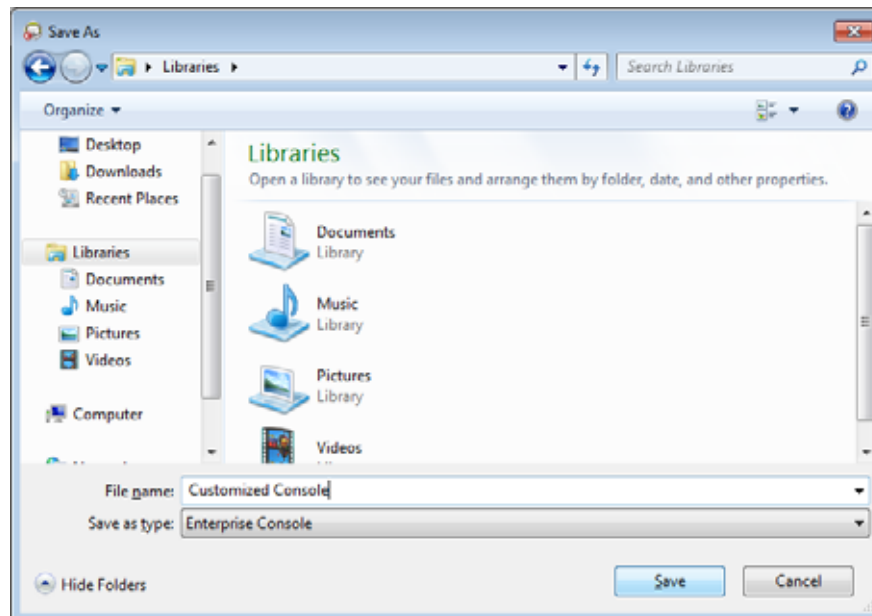 Save As
Libraries
Search Libraries
Organize
Desktop
Downloads
Recent Places
Libraries
Documents
Music
Pictures
Videos
Computer
Libraries
Open a library to see your files and arrange them by folder, date, and other properties.
Documents
Library
Music
Library
Pictures
Library
Videos
File name: Customized Console
Save as type: Enterprise Console
Hide Folders
Save
Cancel